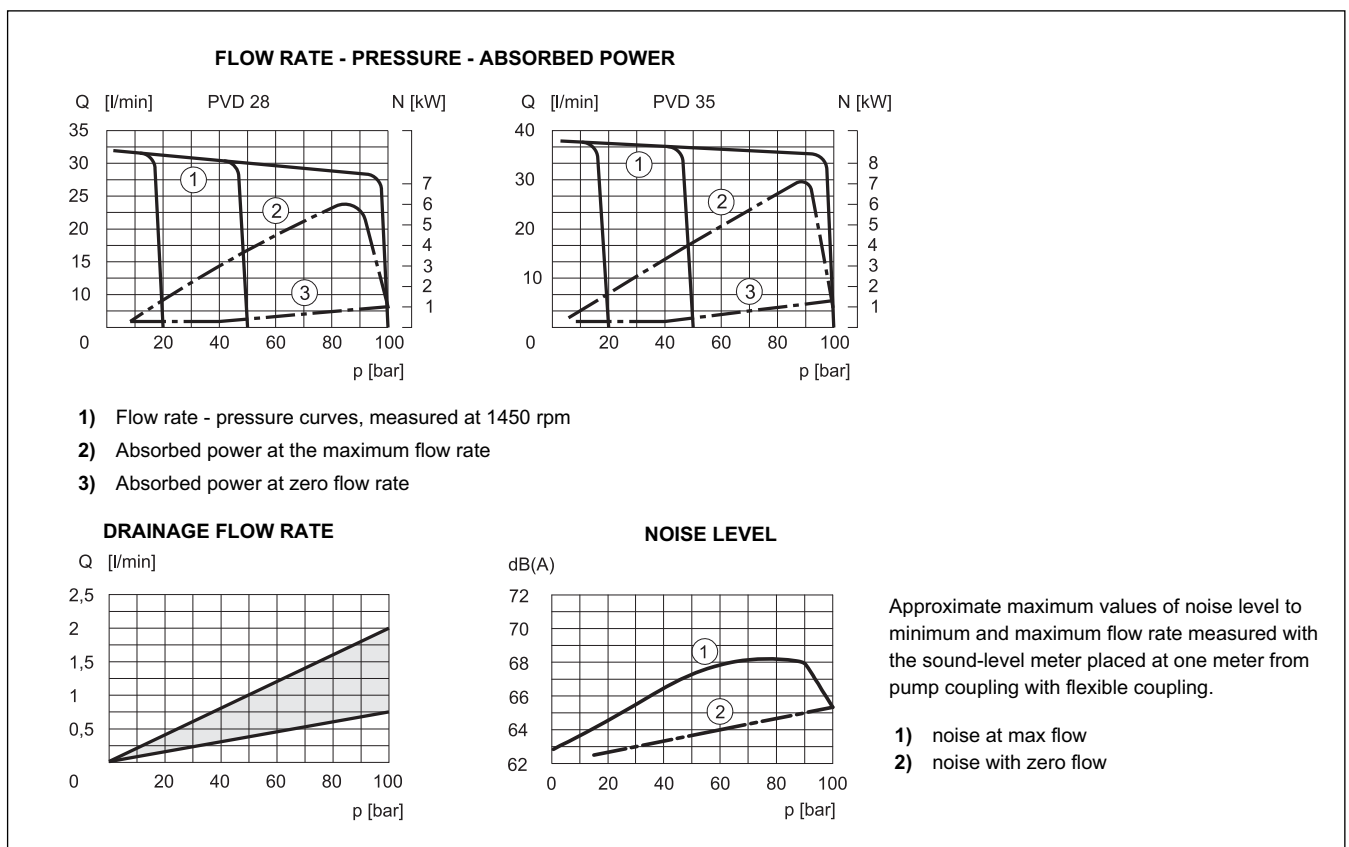 FLOW RATE - PRESSURE - ABSORBED POWER
Q [l/min] PVD 28 N [kW]
35
30
25
20
15
10
0
7
6
5
4
3
2
1
20 40 60 80 100
p [bar]
1
2
3
Q [l/min] PVD 35 N [kW]
40
30
20
10
0
8
7
6
5
4
3
2
1
20 40 60 80 100
p [bar]
1
2
3
1) Flow rate - pressure curves, measured at 1450 rpm
2) Absorbed power at the maximum flow rate
3) Absorbed power at zero flow rate
DRAINAGE FLOW RATE
Q [l/min]
2,5
2
1,5
1
0,5
0 20 40 60 80 100
p [bar]
NOISE LEVEL
dB(A)
72
70
68
66
64
62
0 20 40 60 80 100
p [bar]
1
2
Approximate maximum values of noise level to
minimum and maximum flow rate measured with
the sound-level meter placed at one meter from
pump coupling with flexible coupling.
1) noise at max flow
2) noise with zero flow